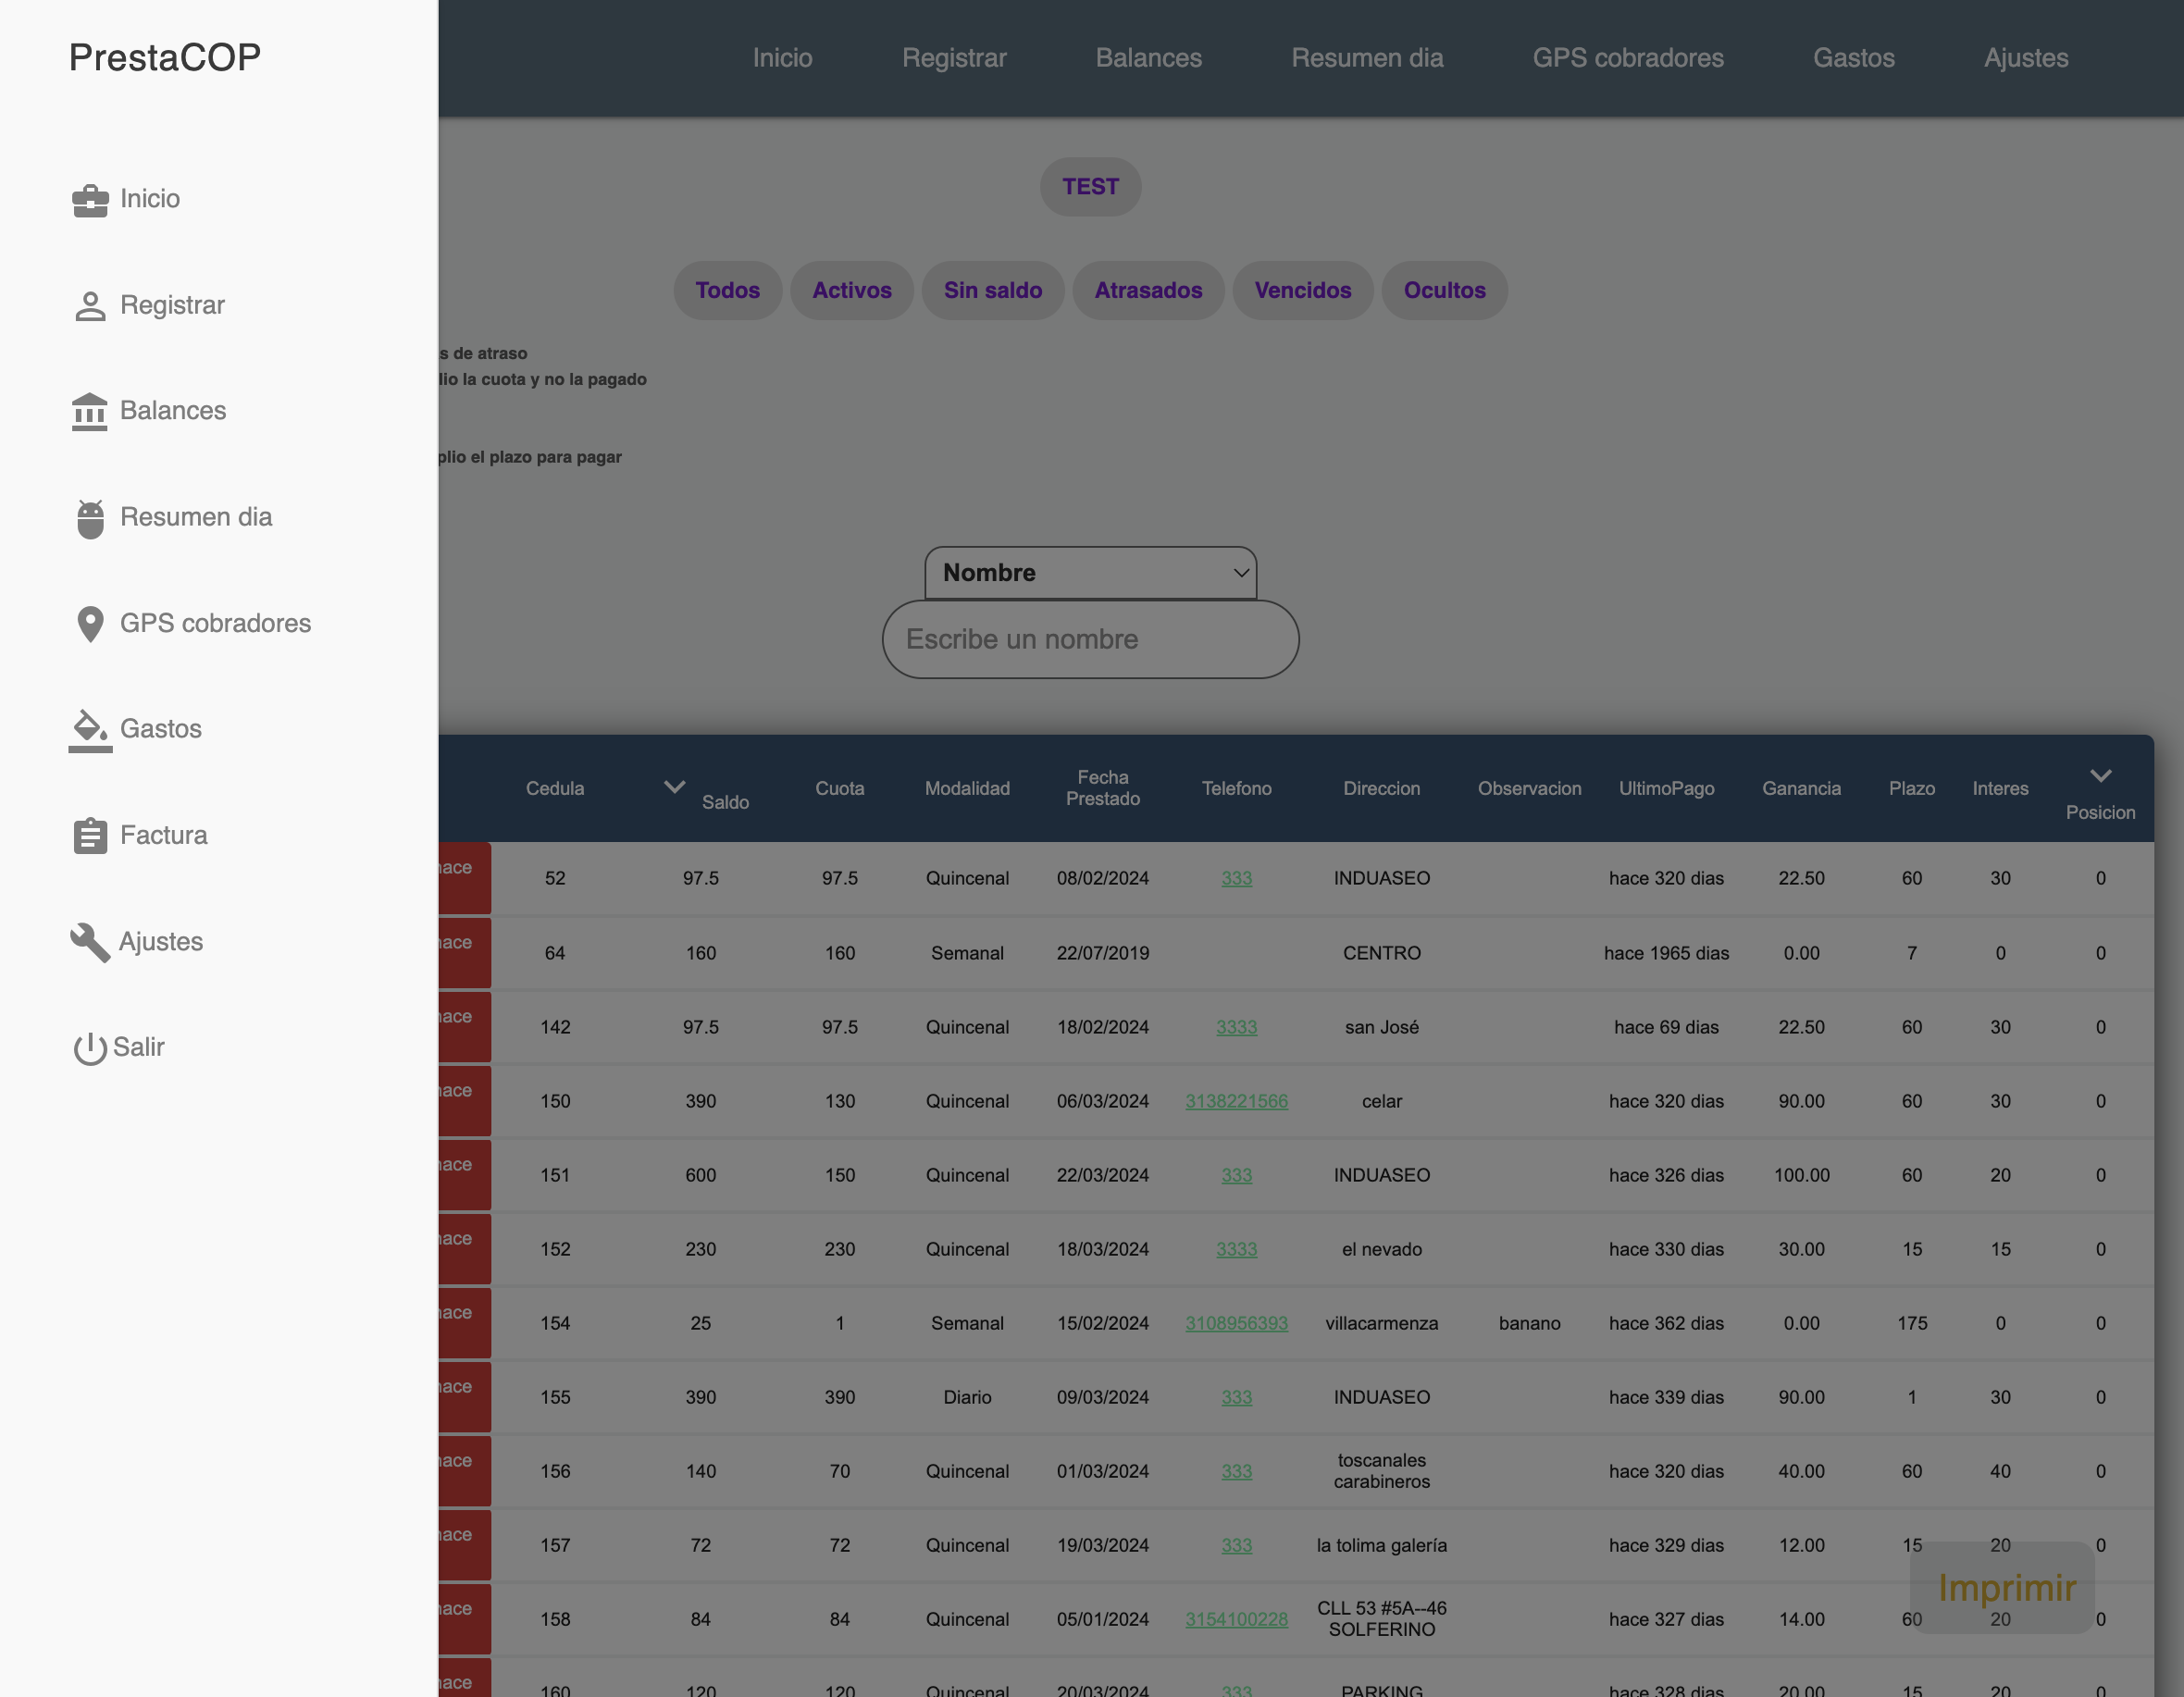 PrestaCOP
Inicio
Registrar
Balances
Resumen dia
GPS cobradores
Gastos
Factura
Ajustes
Salir
Inicio Registrar Balances Resumen dia GPS cobradores Gastos Ajustes
TEST
Todos Activos Sin saldo Atrasados Vencidos Ocultos
s de atraso
lio la cuota y no la pagado
plio el plazo para pagar
Nombre
Escribe un nombre
Cedula Saldo Cuota Modalidad Fecha Prestado Telefono Direccion Observacion UltimoPago Ganancia Plazo Interes Posicion
hace 52 97.5 97.5 Quincenal 08/02/2024 333 INDUASEO hace 320 dias 22.50 60 30 0
hace 64 160 160 Semanal 22/07/2019 CENTRO hace 1965 dias 0.00 7 0 0
hace 142 97.5 97.5 Quincenal 18/02/2024 3333 san José hace 69 dias 22.50 60 30 0
hace 150 390 130 Quincenal 06/03/2024 3138221566 celar hace 320 dias 90.00 60 30 0
hace 151 600 150 Quincenal 22/03/2024 333 INDUASEO hace 326 dias 100.00 60 20 0
hace 152 230 230 Quincenal 18/03/2024 3333 el nevado hace 330 dias 30.00 15 15 0
hace 154 25 1 Semanal 15/02/2024 3108956393 villacarmenza banano hace 362 dias 0.00 175 0 0
hace 155 390 390 Diario 09/03/2024 333 INDUASEO hace 339 dias 90.00 1 30 0
hace 156 140 70 Quincenal 01/03/2024 333 toscanales carabineros hace 320 dias 40.00 60 40 0
hace 157 72 72 Quincenal 19/03/2024 333 la tolima galería hace 329 dias 12.00 15 20 0
hace 158 84 84 Quincenal 05/01/2024 3154100228 CLL 53 #5A--46 SOLFERINO hace 327 dias 14.00 60 20 0
hace 160 120 120 Quincenal 20/03/2024 333 PARKING hace 328 dias 20.00 15 20 0
Imprimir